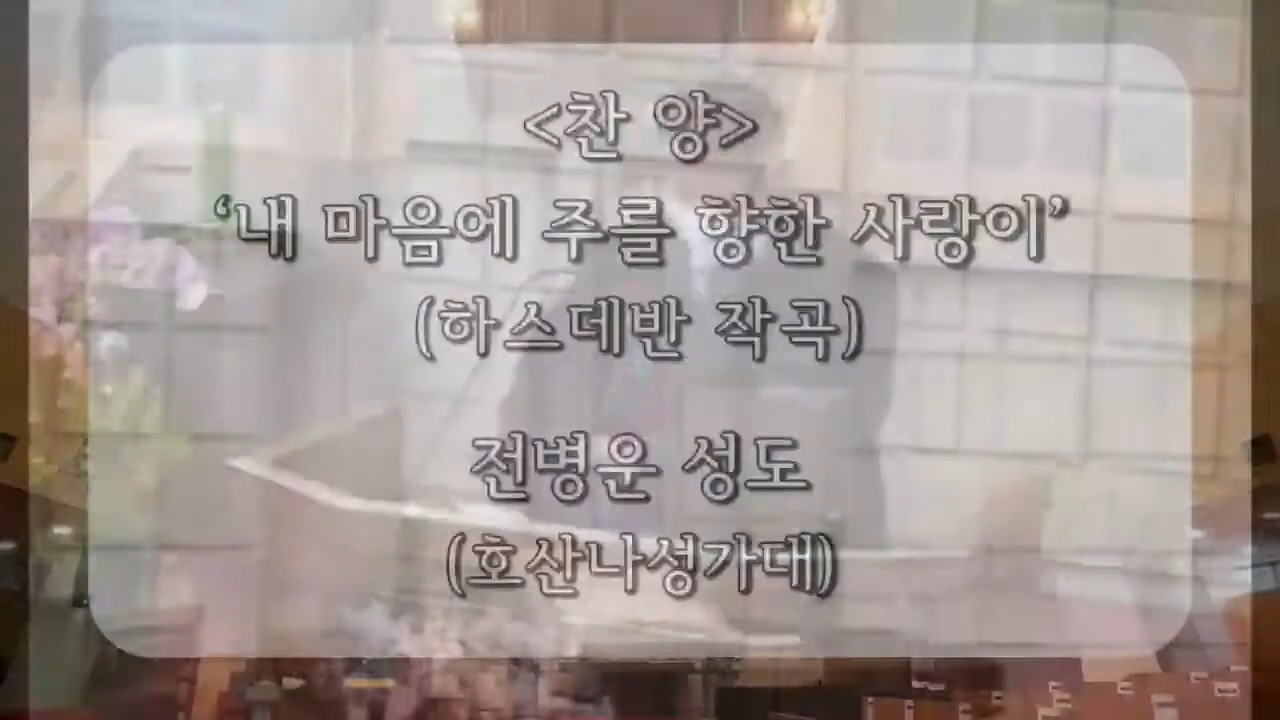 <찬 양>
‘내 마음에 주를 향한 사랑이’
(하스데반 작곡)
전병운 성도
(호산나성가대)